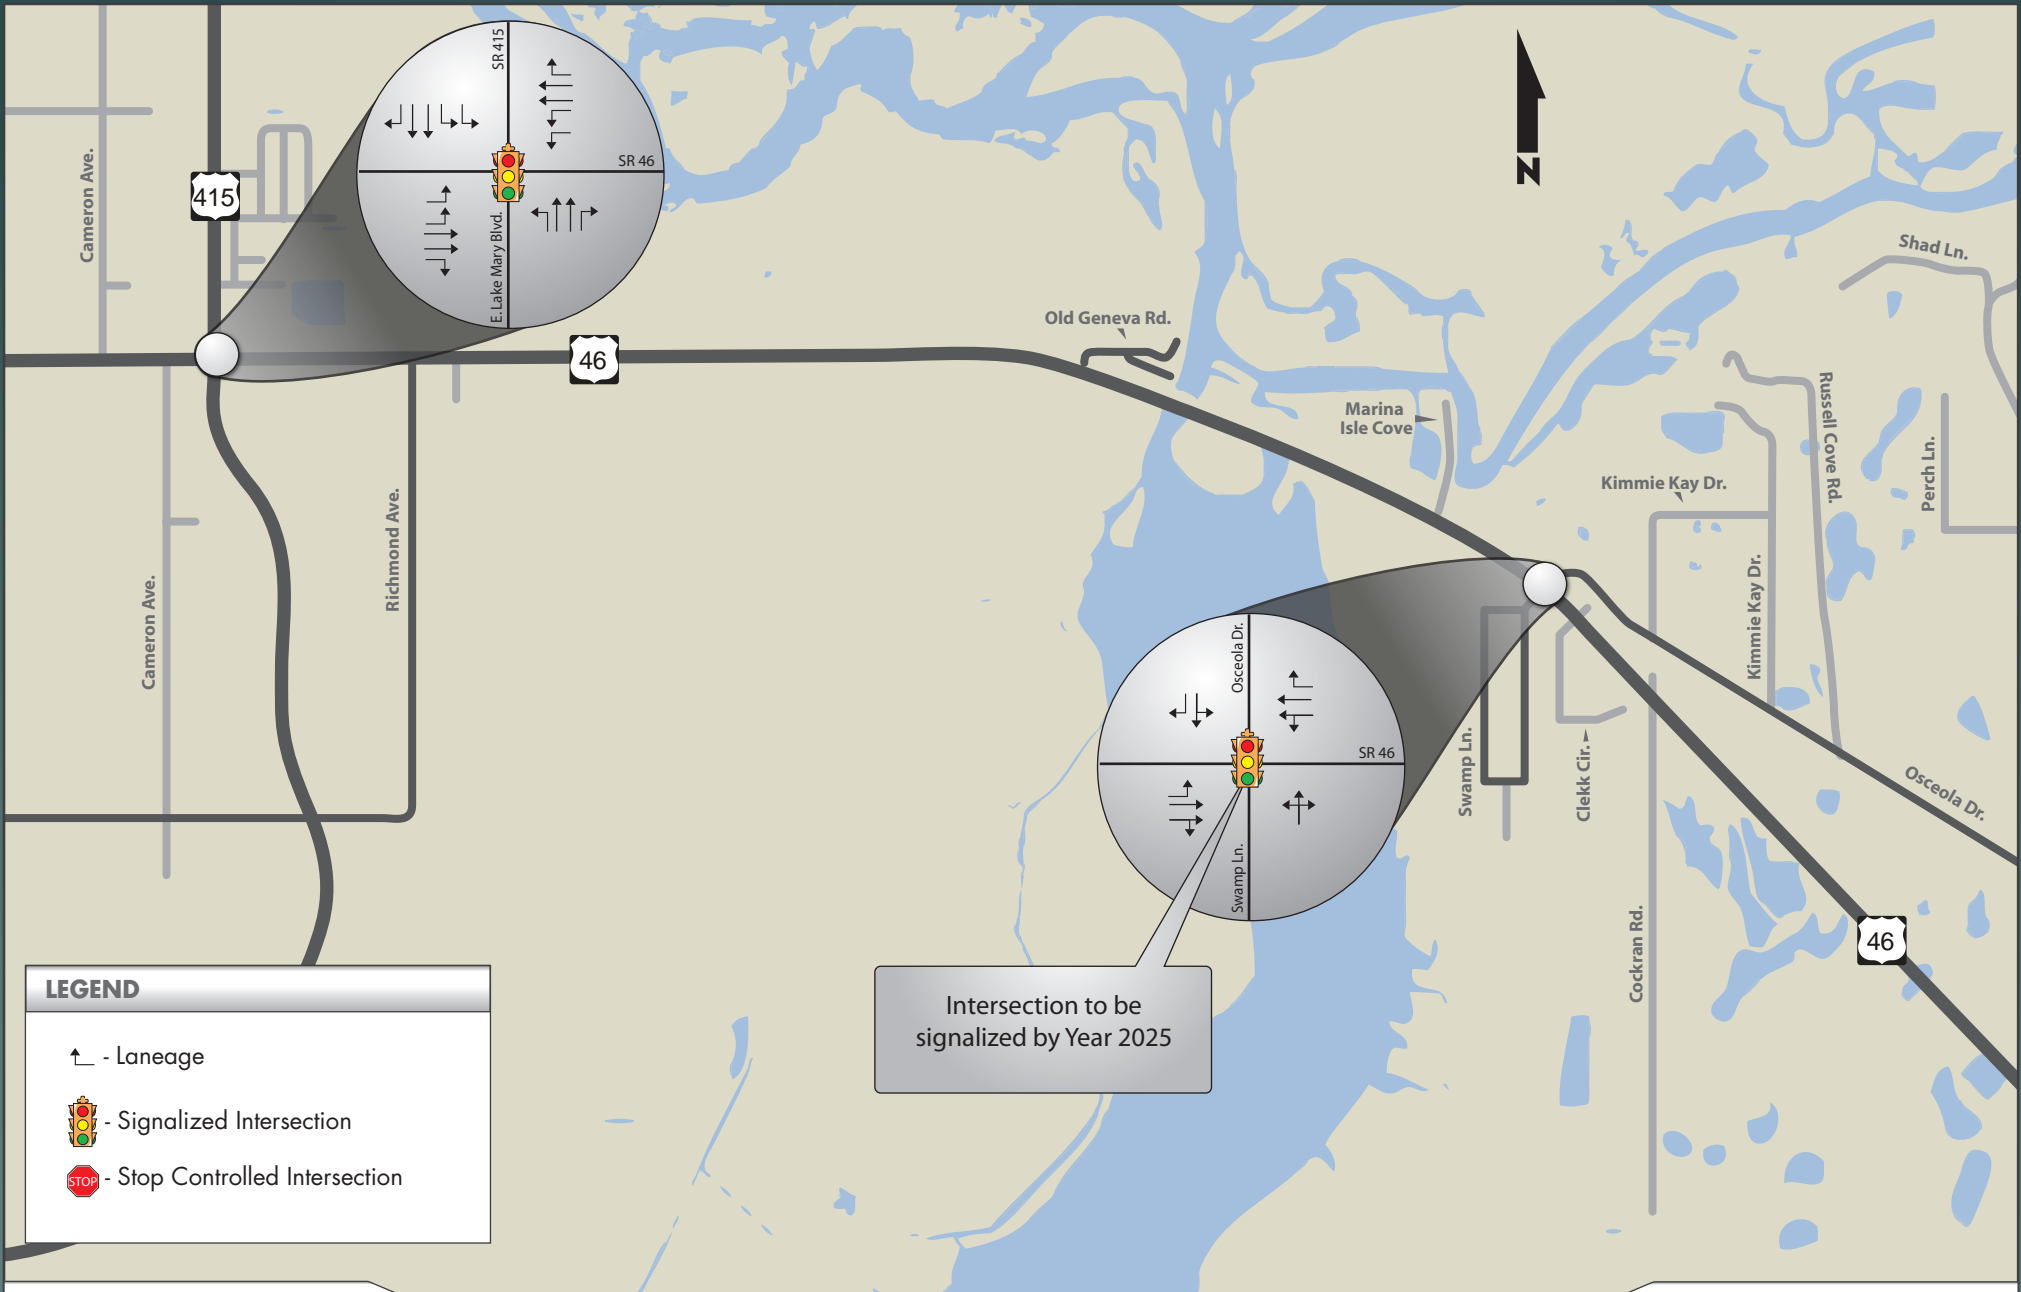 SR 415
SR 46
E. Lake Mary Blvd.
Cameron Ave.
415
46
N
Shad Ln.
Old Geneva Rd.
Marina
Isle Cove
Russell Cove Rd.
Perch Ln.
Kimmie Kay Dr.
Kimmie Kay Dr.
Richmond Ave.
Cameron Ave.
Osceola Dr.
SR 46
Swamp Ln.
Swamp Ln.
Clekk Cir.
Osceola Dr.
Cockran Rd.
46
Intersection to be
signalized by Year 2025
LEGEND
- Laneage
- Signalized Intersection
STOP - Stop Controlled Intersection